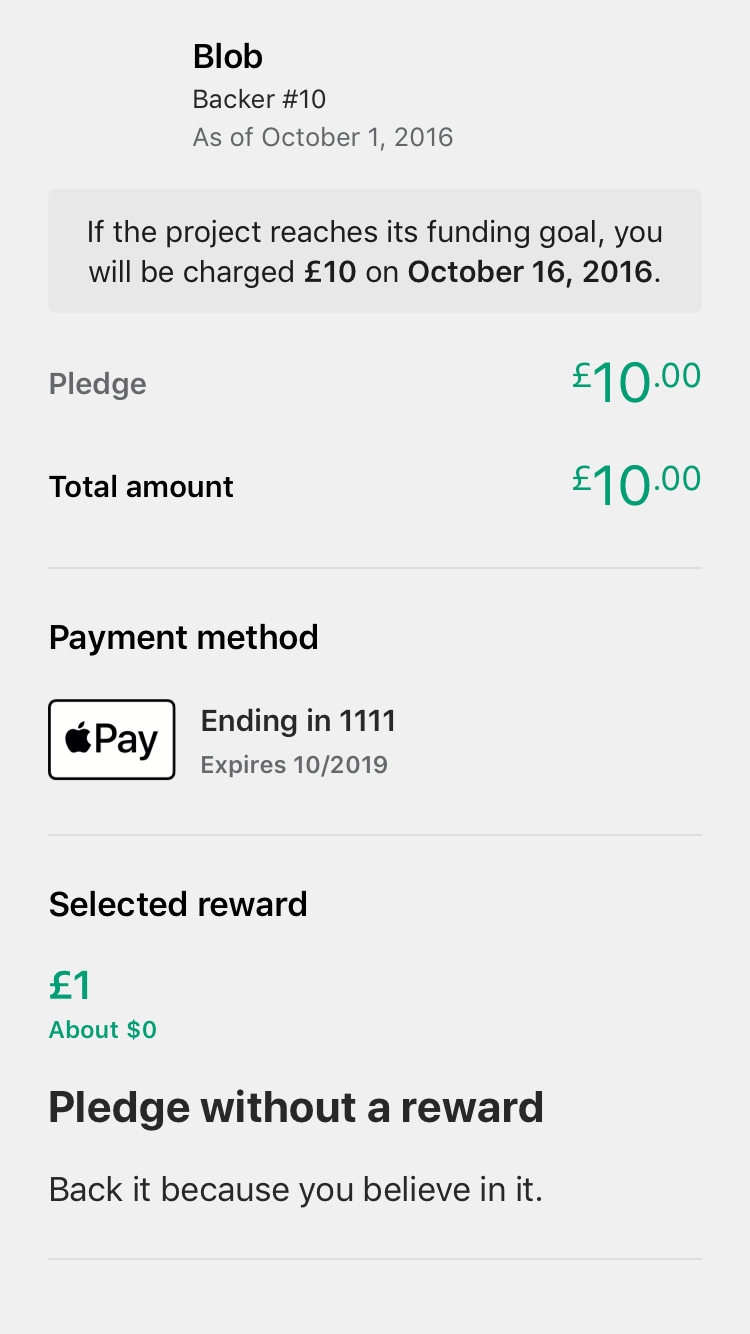 Blob
Backer #10
As of October 1, 2016
If the project reaches its funding goal, you
will be charged £10 on October 16, 2016.
Pledge £10.00
Total amount £10.00
Payment method
Pay
Ending in 1111
Expires 10/2019
Selected reward
£1
About $0
Pledge without a reward
Back it because you believe in it.